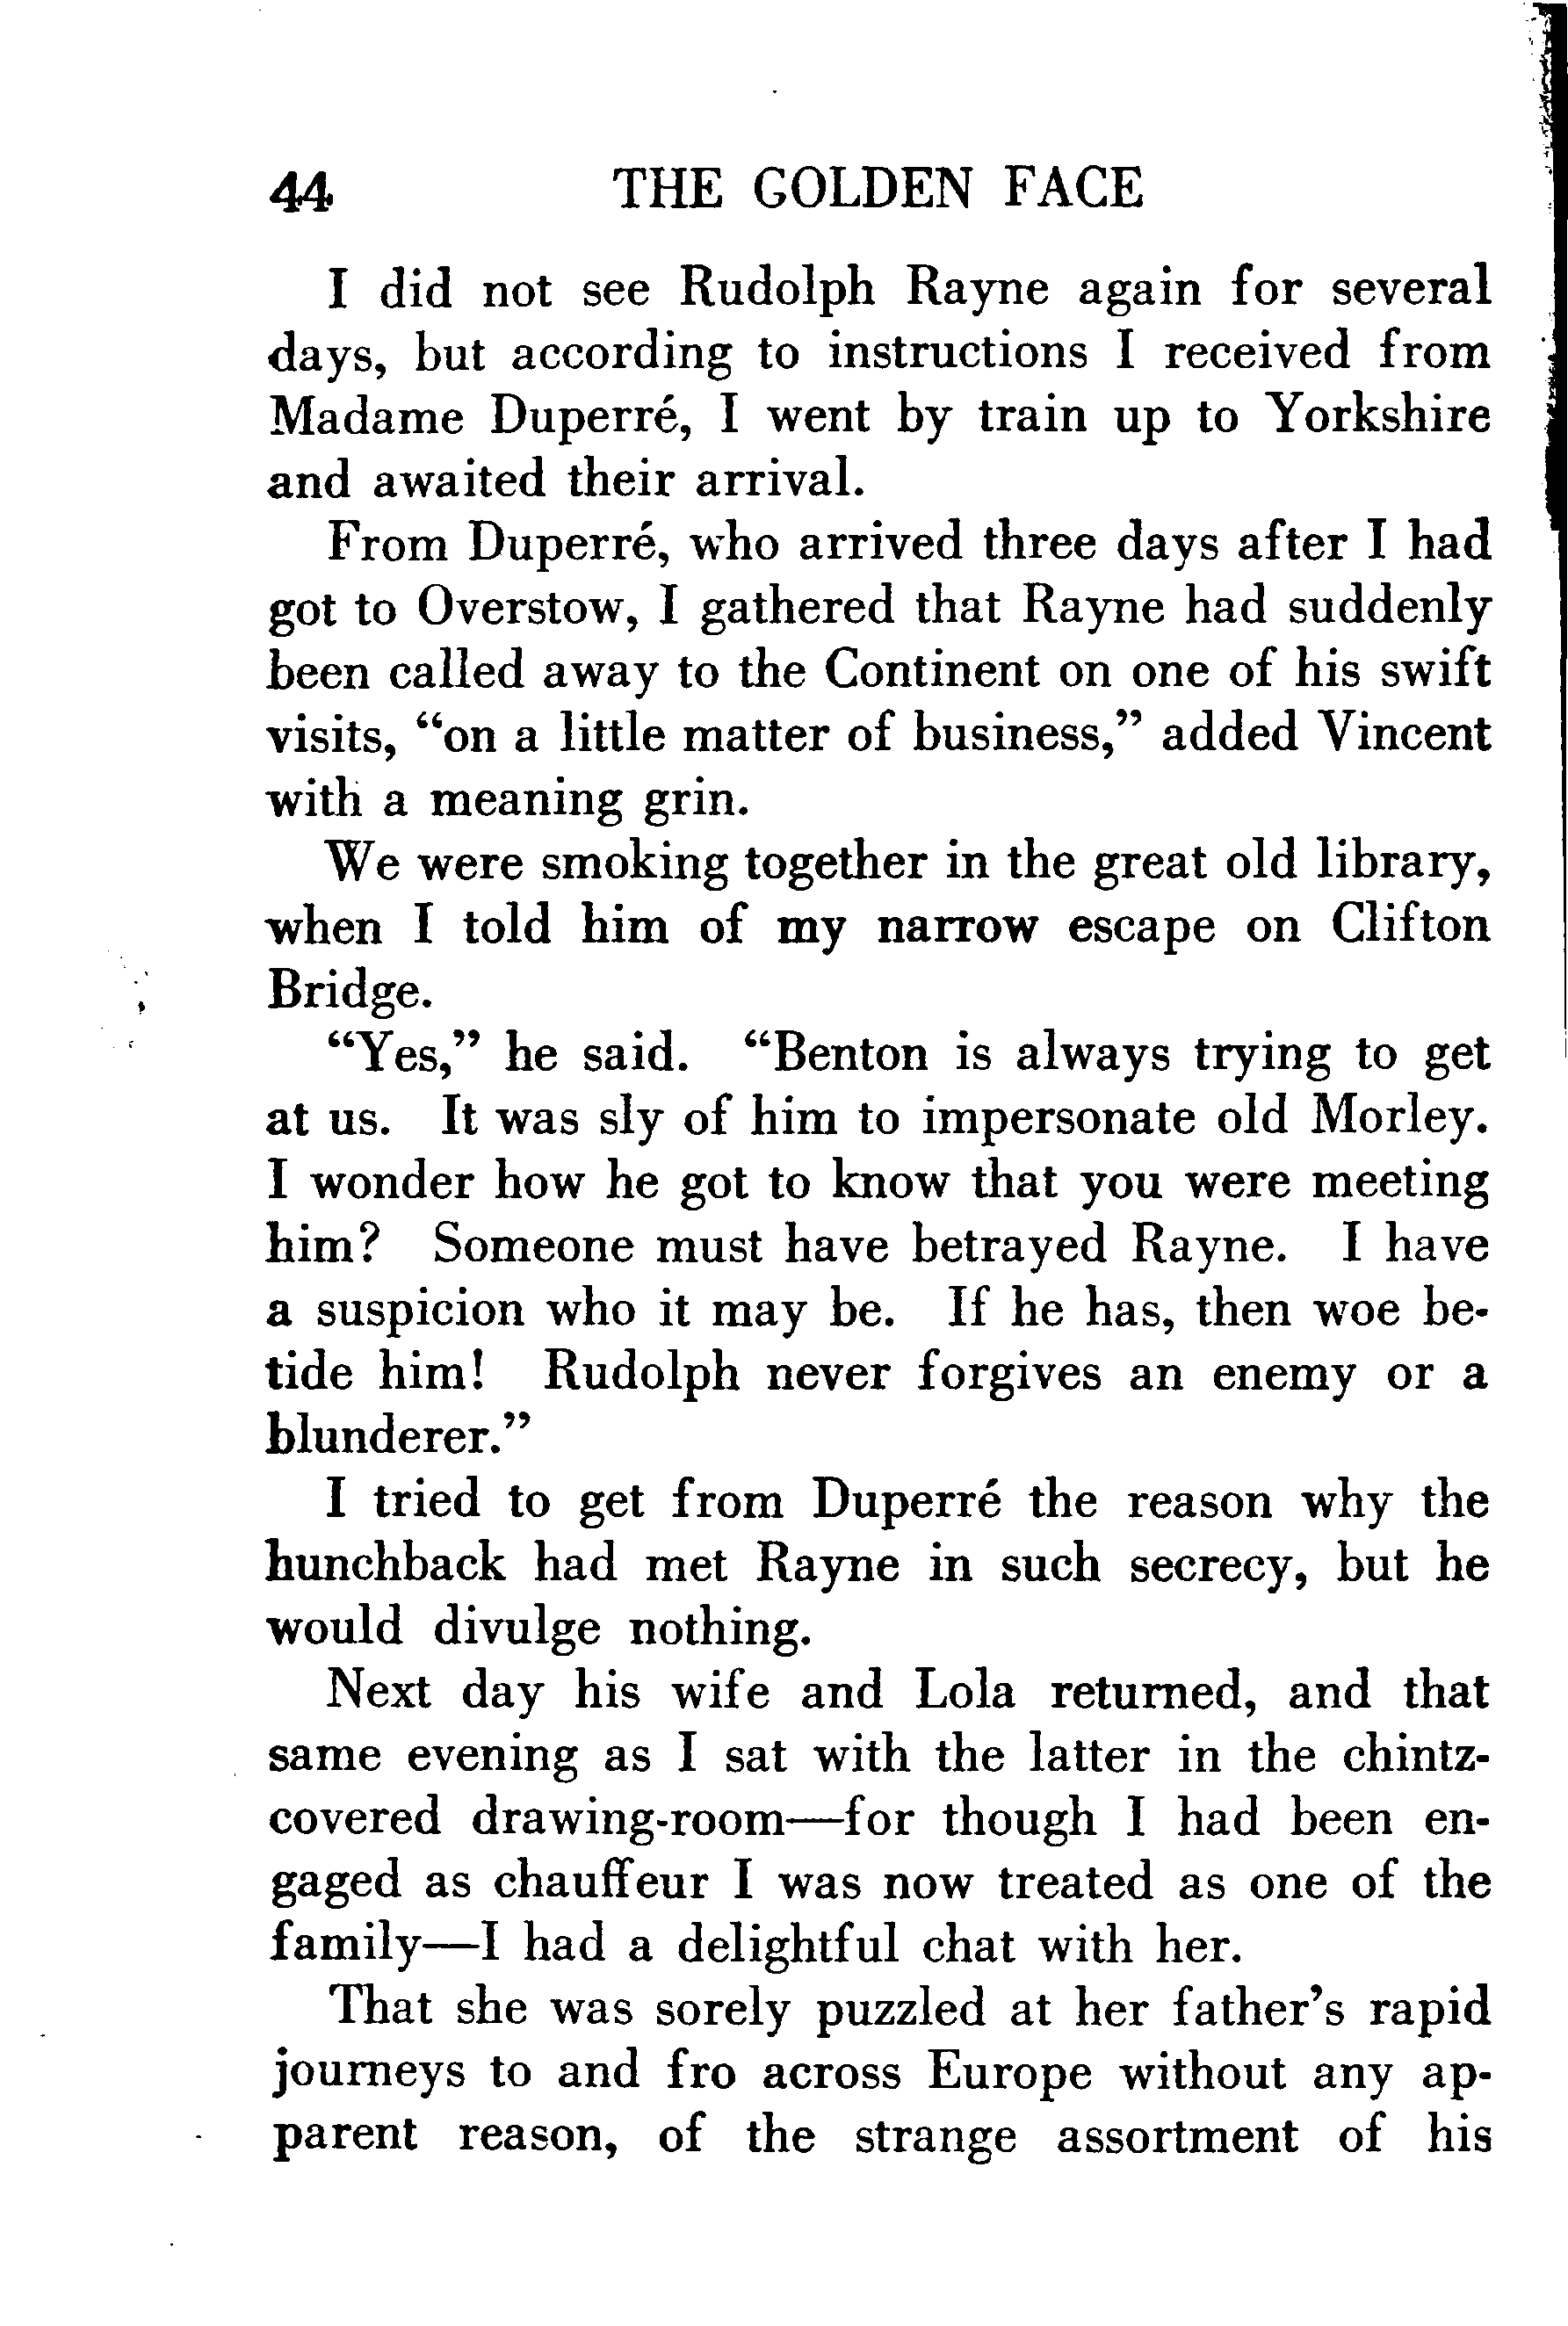 44 THE GOLDEN FACE
I did not see Rudolph Rayne again for several
days, but according to instructions I received from
Madame Duperré, I went by train up to Yorkshire
and awaited their arrival.
From Duperré, who arrived three days after I had
got to Overstow, I gathered that Rayne had suddenly
been called away to the Continent on one of his swift
visits, “on a little matter of business,” added Vincent
with a meaning grin.
We were smoking together in the great old library,
when I told him of my narrow escape on Clifton
Bridge.
“Yes,” he said. “Benton is always trying to get
at us. It was sly of him to impersonate old Morley.
I wonder how he got to know that you were meeting
him? Someone must have betrayed Rayne. I have
a suspicion who it may be. If he has, then woe be-
tide him! Rudolph never forgives an enemy or a
blunderer.”
I tried to get from Duperré the reason why the
hunchback had met Rayne in such secrecy, but he
would divulge nothing.
Next day his wife and Lola returned, and that
same evening as I sat with the latter in the chintz-
covered drawing-room—for though I had been en-
gaged as chauffeur I was now treated as one of the
family—I had a delightful chat with her.
That she was sorely puzzled at her father’s rapid
journeys to and fro across Europe without any ap-
parent reason, of the strange assortment of his